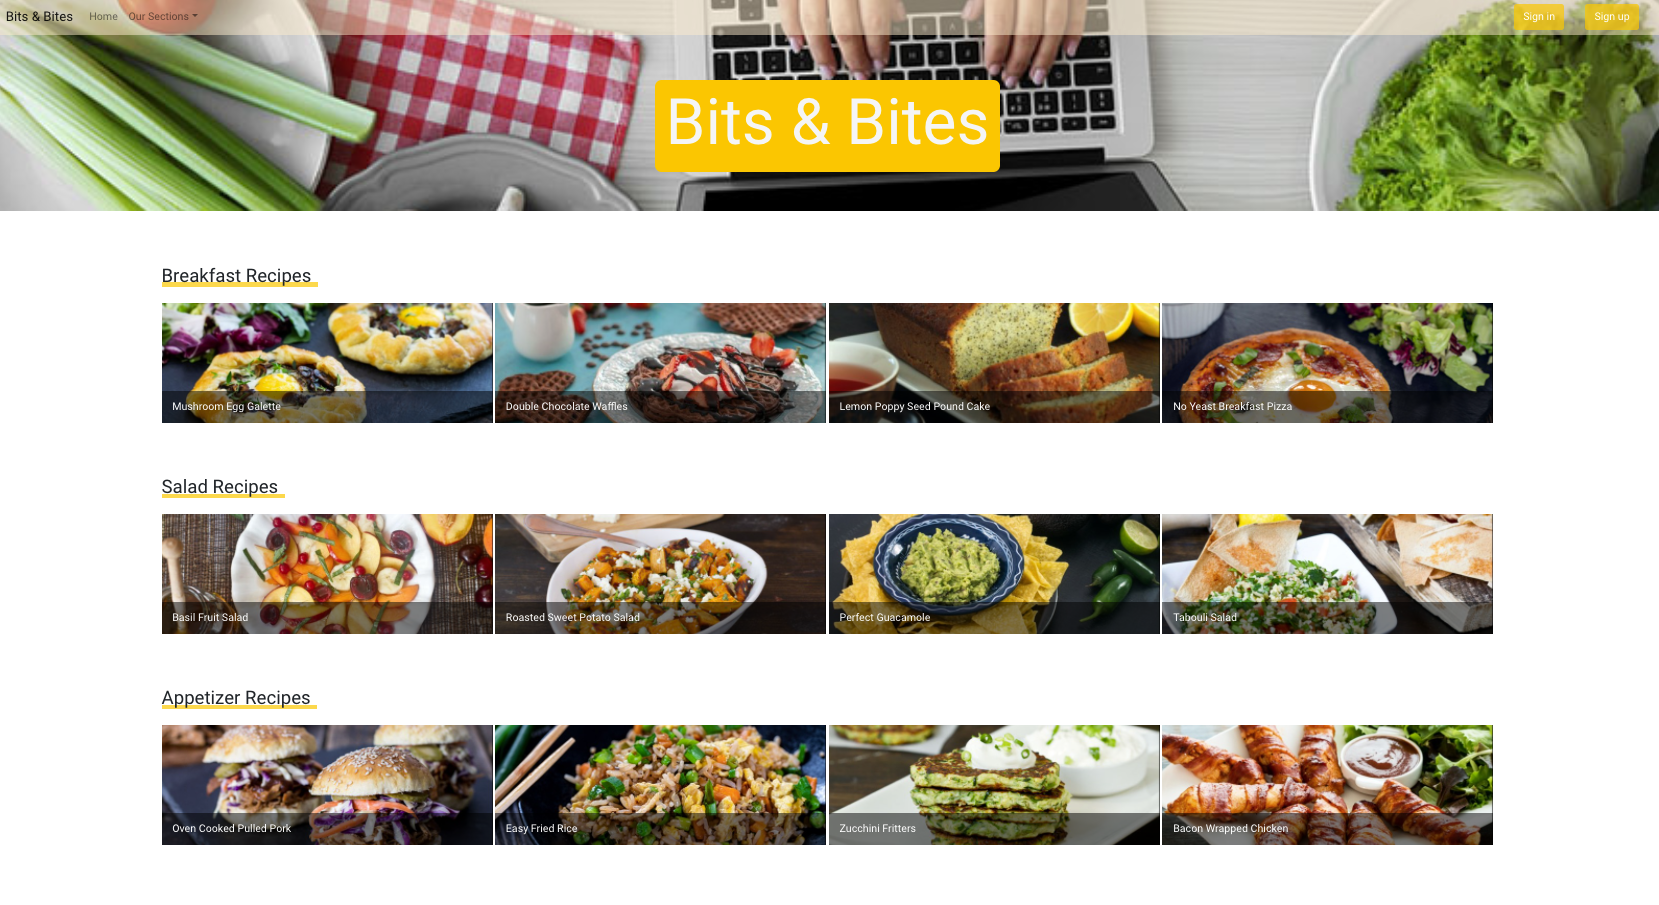 Bits & Bites Home Our Sections Sign in Sign up
Bits & Bites
Breakfast Recipes
Mushroom Egg Galette
Double Chocolate Waffles
Lemon Poppy Seed Pound Cake
No Yeast Breakfast Pizza
Salad Recipes
Basil Fruit Salad
Roasted Sweet Potato Salad
Perfect Guacamole
Tabouli Salad
Appetizer Recipes
Oven Cooked Pulled Pork
Easy Fried Rice
Zucchini Fritters
Bacon Wrapped Chicken